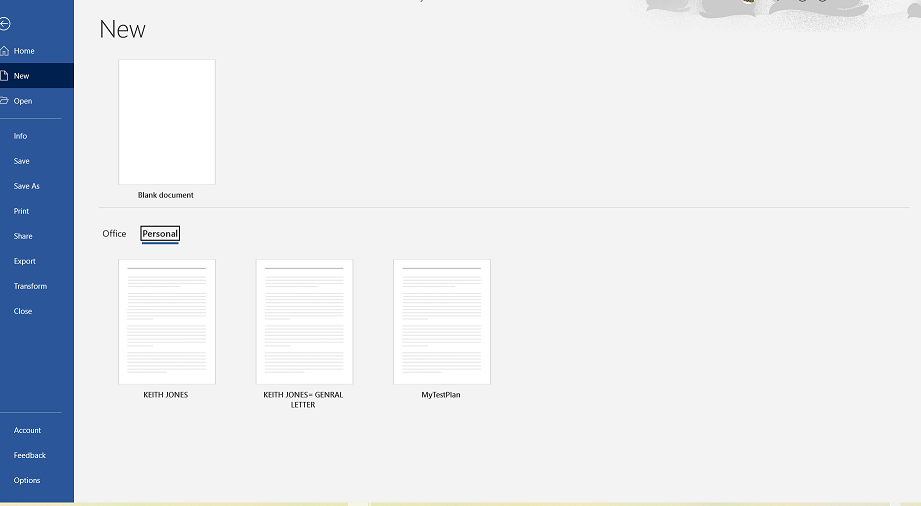 New
Home
New
Open
Info
Save
Save As
Print
Share
Export
Transform
Close
Account
Feedback
Options
Blank document
Office Personal
KEITH JONES
KEITH JONES= GENRAL
LETTER
MyTestPlan